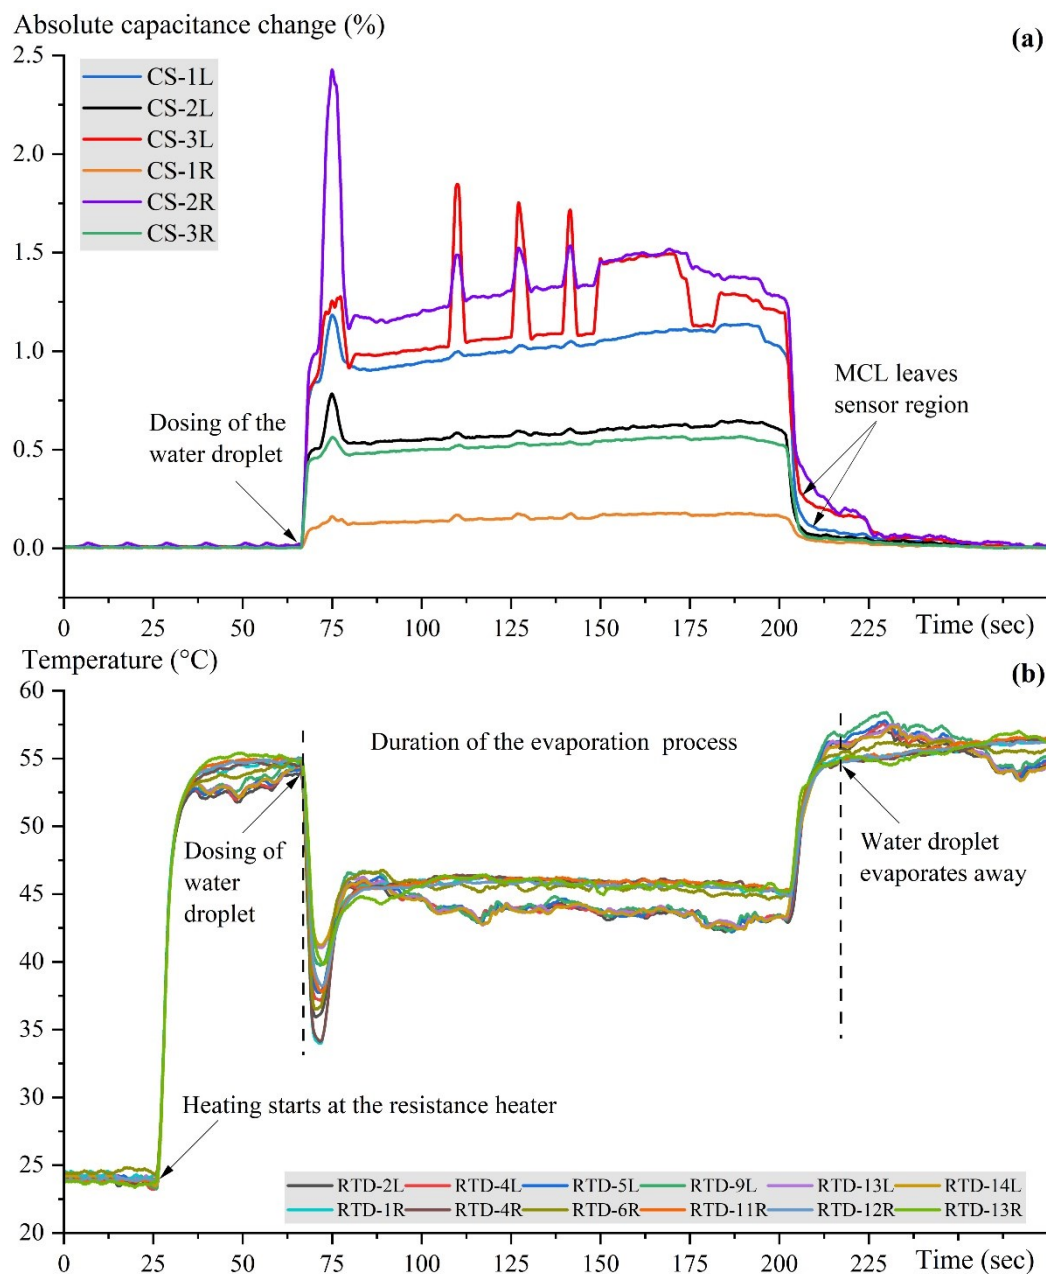 Absolute capacitance change (%)
(a)
2.5
2.0
1.5
1.0
0.5
0.0
CS-1L
CS-2L
CS-3L
CS-1R
CS-2R
CS-3R
Dosing of the
water droplet
MCL leaves
sensor region
0 25 50 75 100 125 150 175 200 225 Time (sec)
Temperature (°C)
(b)
60
55
50
45
40
35
30
25
20
Duration of the evaporation process
Dosing of
water
droplet
Water droplet
evaporates away
Heating starts at the resistance heater
RTD-2L RTD-4L RTD-5L RTD-9L RTD-13L RTD-14L
RTD-1R RTD-4R RTD-6R RTD-11R RTD-12R RTD-13R
0 25 50 75 100 125 150 175 200 225 Time (sec)